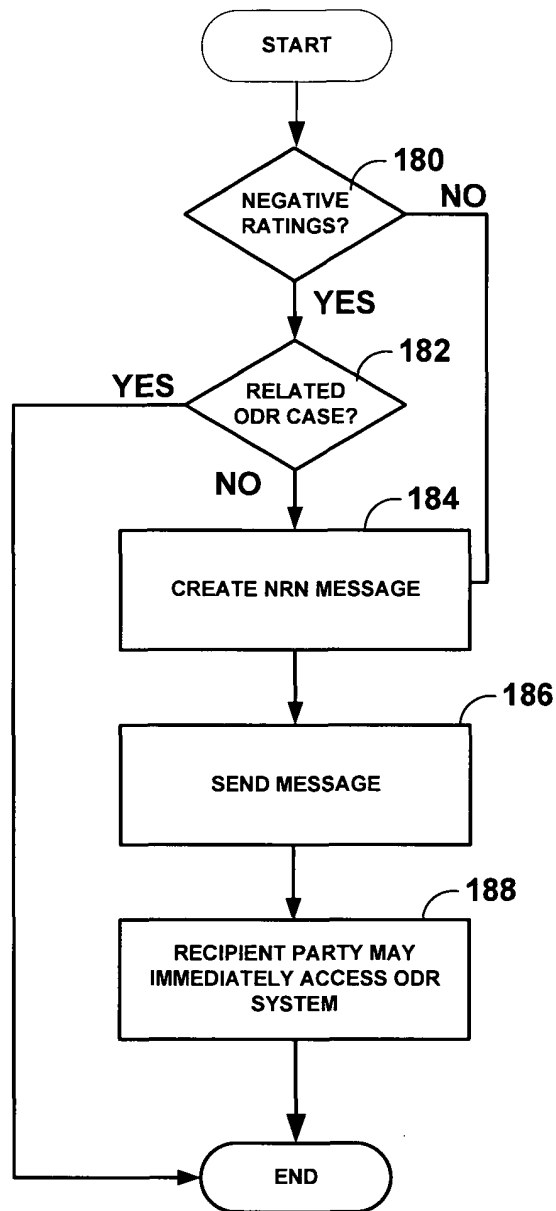 START
180
NEGATIVE
RATINGS?
NO
YES
182
YES
RELATED
ODR CASE?
NO
184
CREATE NRN MESSAGE
186
SEND MESSAGE
188
RECIPIENT PARTY MAY
IMMEDIATELY ACCESS ODR
SYSTEM
END